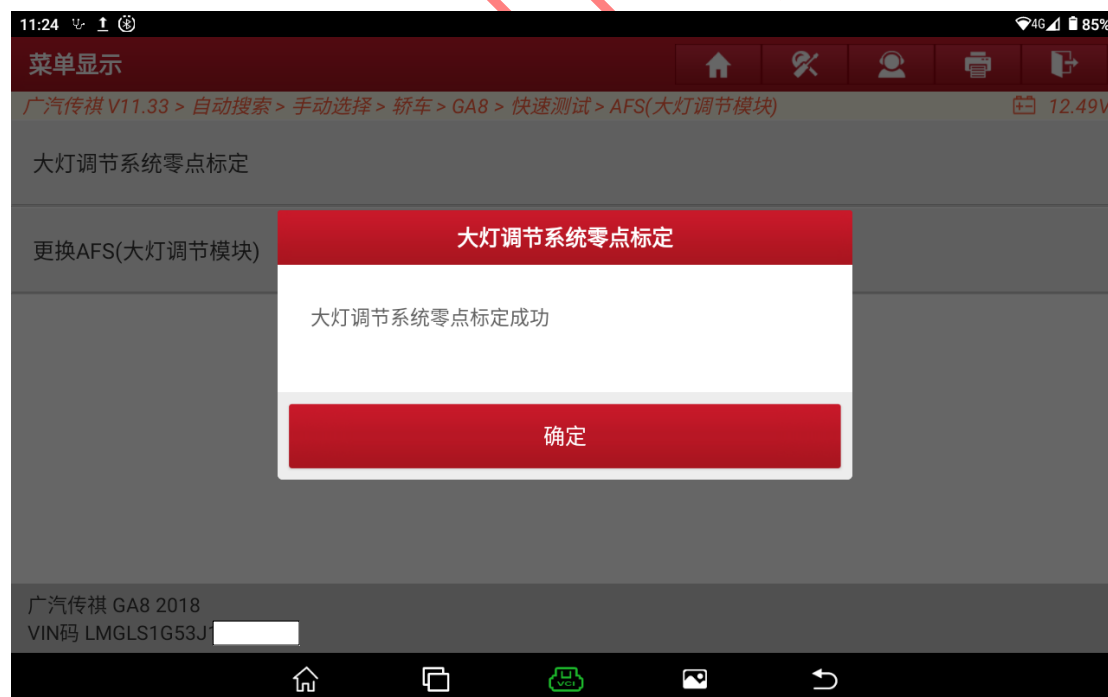 11:24
4G 85%
菜单显示
广汽传祺 V11.33 > 自动搜索 > 手动选择 > 轿车 > GA8 > 快速测试 > AFS(大灯调节模块)
12.49V
大灯调节系统零点标定
更换AFS(大灯调节模块)
大灯调节系统零点标定
大灯调节系统零点标定成功
确定
广汽传祺 GA8 2018
VIN码 LMGLS1G53J
VCI